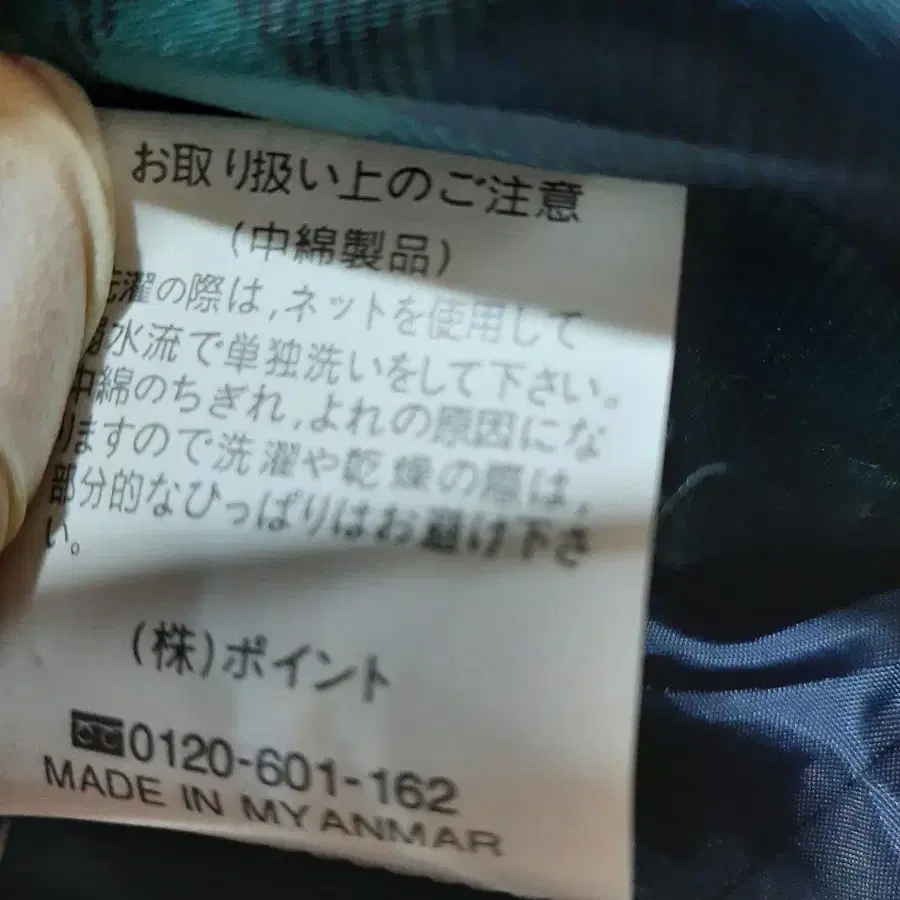 お取り扱い上のご注意
(中綿製品)
洗濯の際は,ネットを使用して
水流で単独洗いをして下さい。
中綿のちぎれ,よれの原因にな
りますので洗濯や乾燥の際は,
部分的なひっぱりはお避け下さ
い。
(株)ポイント
0120-601-162
MADE IN MYANMAR